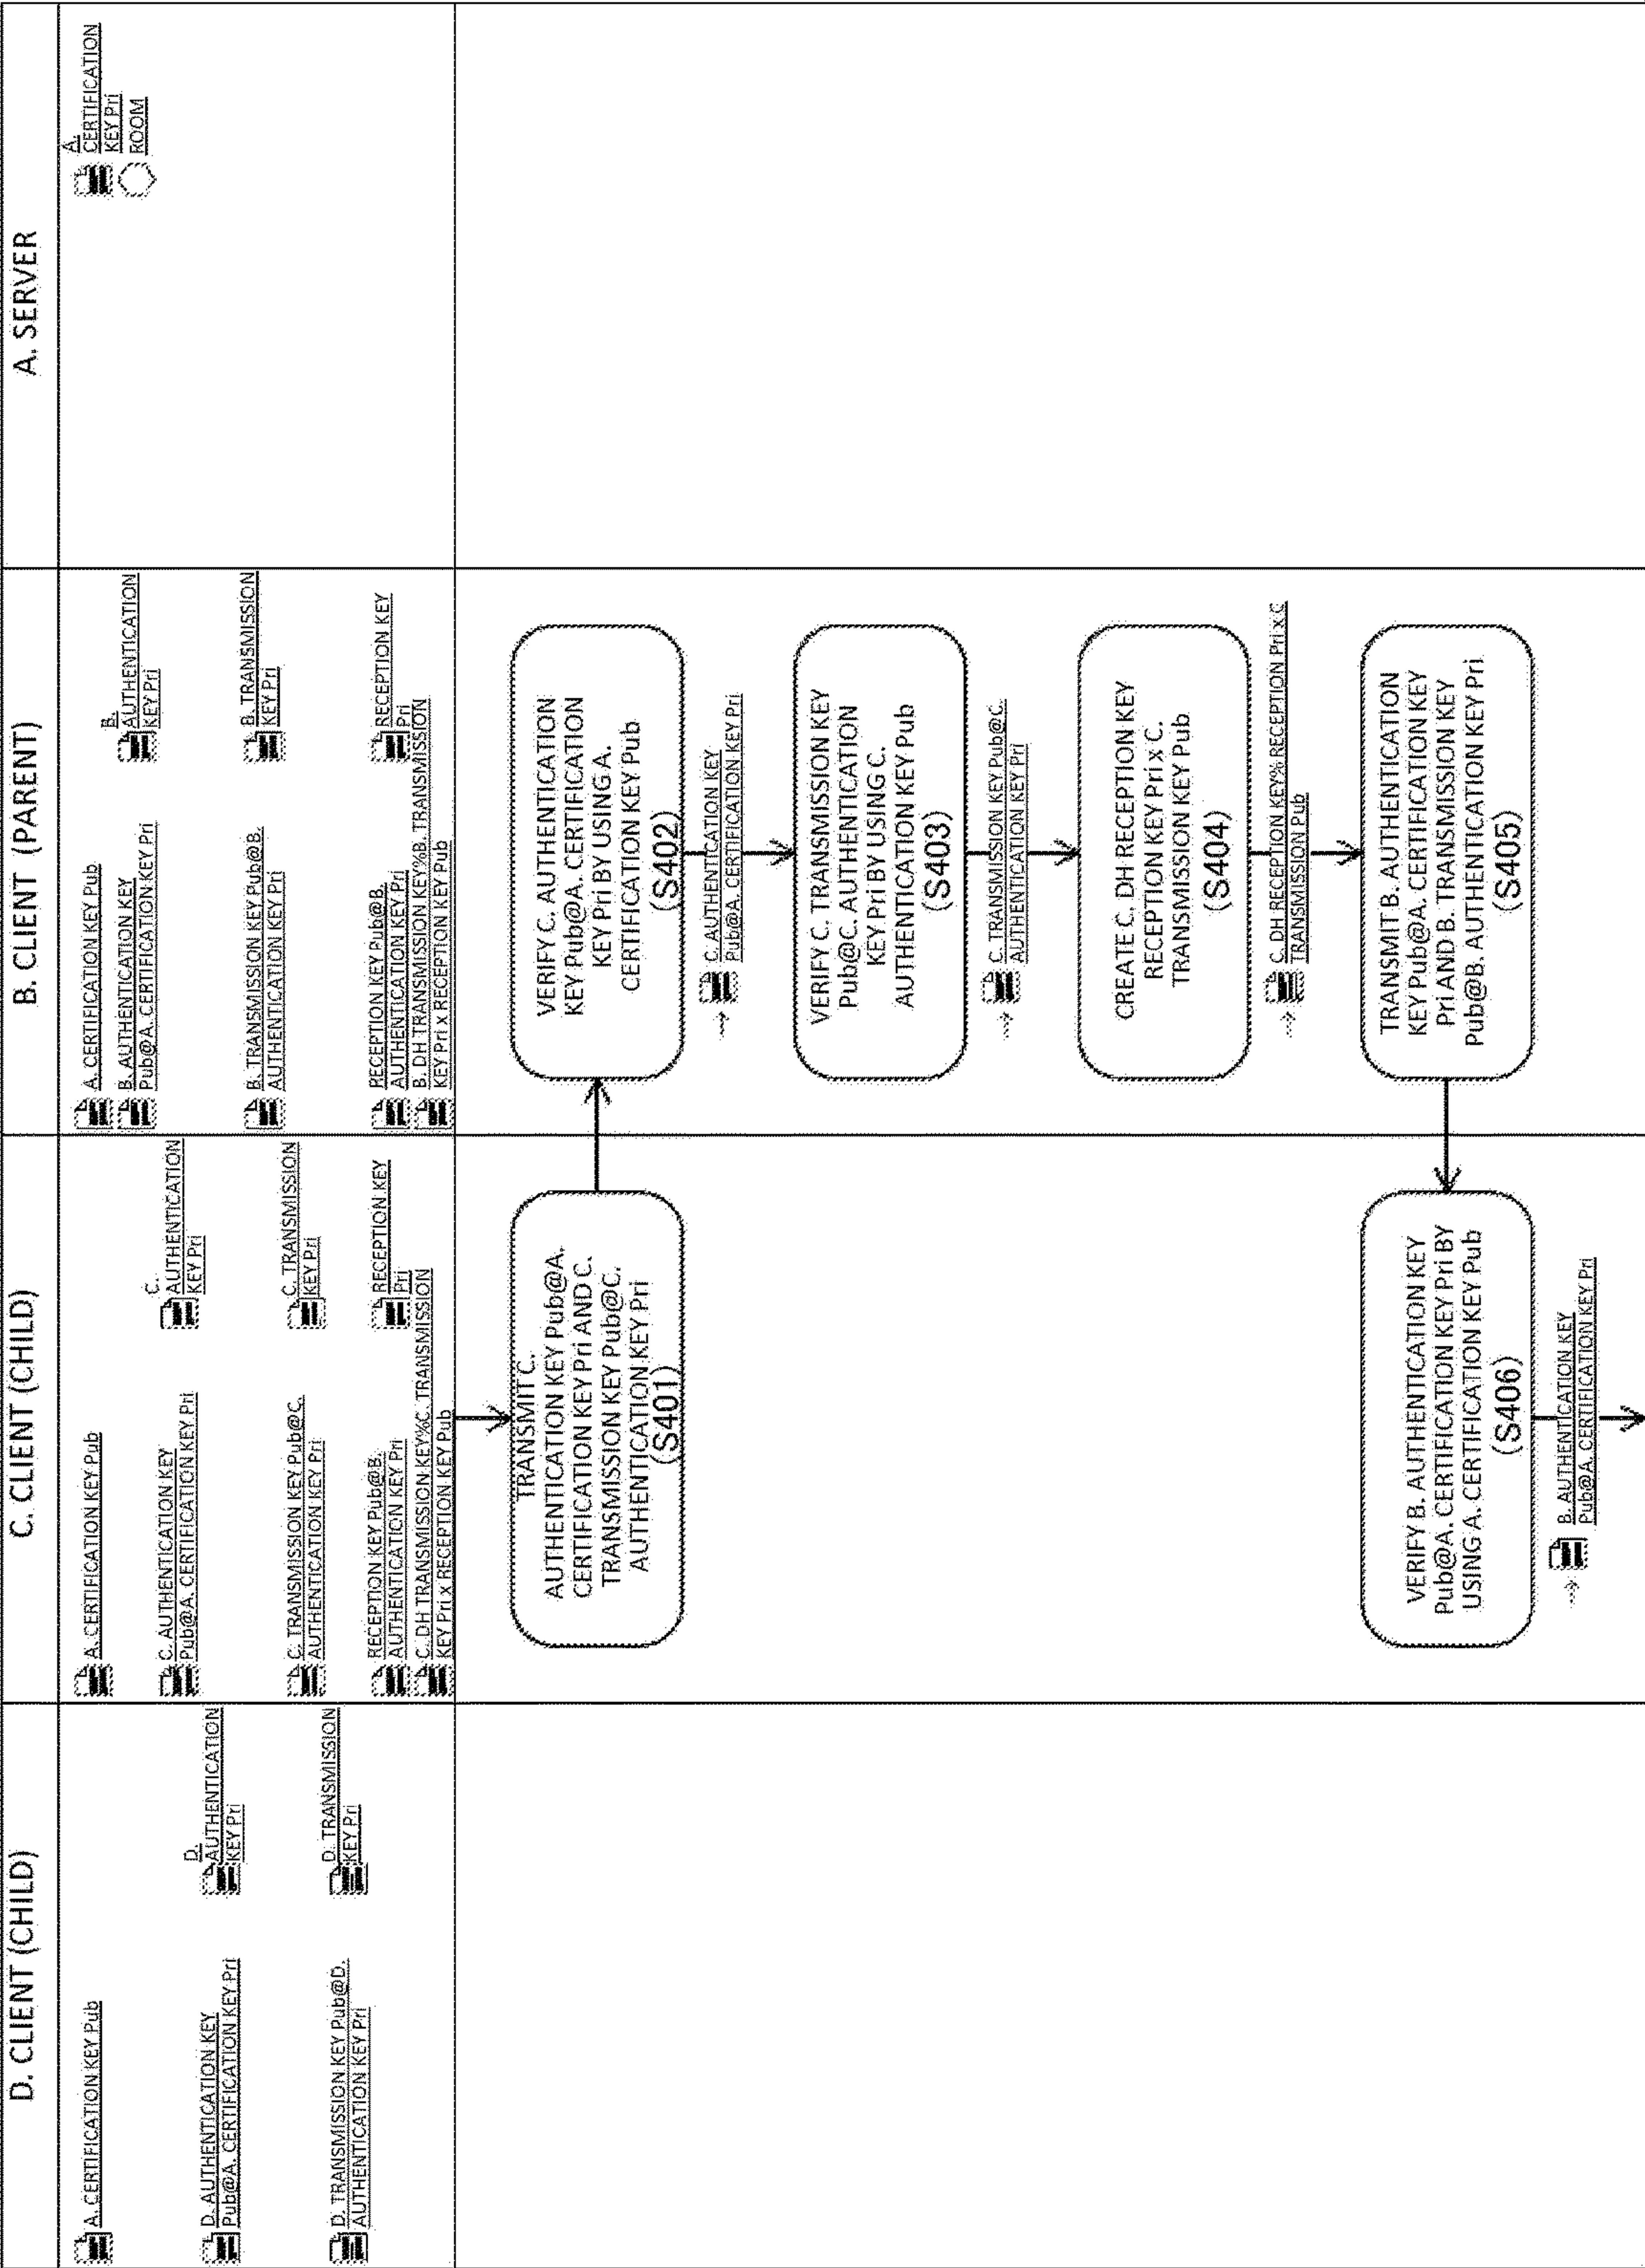 D. CLIENT (CHILD)
C. CLIENT (CHILD)
B. CLIENT (PARENT)
A. SERVER
A. CERTIFICATION KEY Pub
D. AUTHENTICATION KEY
Pub@A. CERTIFICATION KEY Pri
D.
AUTHENTICATION
KEY Pri
D. TRANSMISSION KEY Pub@D.
AUTHENTICATION KEY Pri
D. TRANSMISSION
KEY Pri
A. CERTIFICATION KEY Pub
C. AUTHENTICATION KEY
Pub@A. CERTIFICATION KEY Pri
C.
AUTHENTICATION
KEY Pri
C. TRANSMISSION KEY Pub@C.
AUTHENTICATION KEY Pri
C. TRANSMISSION
KEY Pri
RECEPTION KEY Pub@B.
AUTHENTICATION KEY Pri
RECEPTION KEY
Pri
C. DH TRANSMISSION KEY%C. TRANSMISSION
KEY Pri x RECEPTION KEY Pub
A. CERTIFICATION KEY Pub
B. AUTHENTICATION KEY
Pub@A. CERTIFICATION KEY Pri
B.
AUTHENTICATION
KEY Pri
B. TRANSMISSION KEY Pub@B.
AUTHENTICATION KEY Pri
B. TRANSMISSION
KEY Pri
RECEPTION KEY Pub@B.
AUTHENTICATION KEY Pri
RECEPTION KEY
Pri
B. DH TRANSMISSION KEY%B. TRANSMISSION
KEY Pri x RECEPTION KEY Pub
A.
CERTIFICATION
KEY Pri
ROOM
TRANSMIT C.
AUTHENTICATION KEY Pub@A.
CERTIFICATION KEY Pri AND C.
TRANSMISSION KEY Pub@C.
AUTHENTICATION KEY Pri
(S401)
VERIFY C. AUTHENTICATION
KEY Pub@A. CERTIFICATION
KEY Pri BY USING A.
CERTIFICATION KEY Pub
(S402)
C. AUTHENTICATION KEY
Pub@A. CERTIFICATION KEY Pri
VERIFY C. TRANSMISSION KEY
Pub@C. AUTHENTICATION
KEY Pri BY USING C.
AUTHENTICATION KEY Pub
(S403)
C. TRANSMISSION KEY Pub@C.
AUTHENTICATION KEY Pri
CREATE C. DH RECEPTION KEY
RECEPTION KEY Pri x C.
TRANSMISSION KEY Pub
(S404)
C. DH RECEPTION KEY% RECEPTION Pri x C
TRANSMISSION Pub
TRANSMIT B. AUTHENTICATION
KEY Pub@A. CERTIFICATION KEY
Pri AND B. TRANSMISSION KEY
Pub@B. AUTHENTICATION KEY Pri
(S405)
VERIFY B. AUTHENTICATION KEY
Pub@A. CERTIFICATION KEY Pri BY
USING A. CERTIFICATION KEY Pub
(S406)
B. AUTHENTICATION KEY
Pub@A. CERTIFICATION KEY Pri